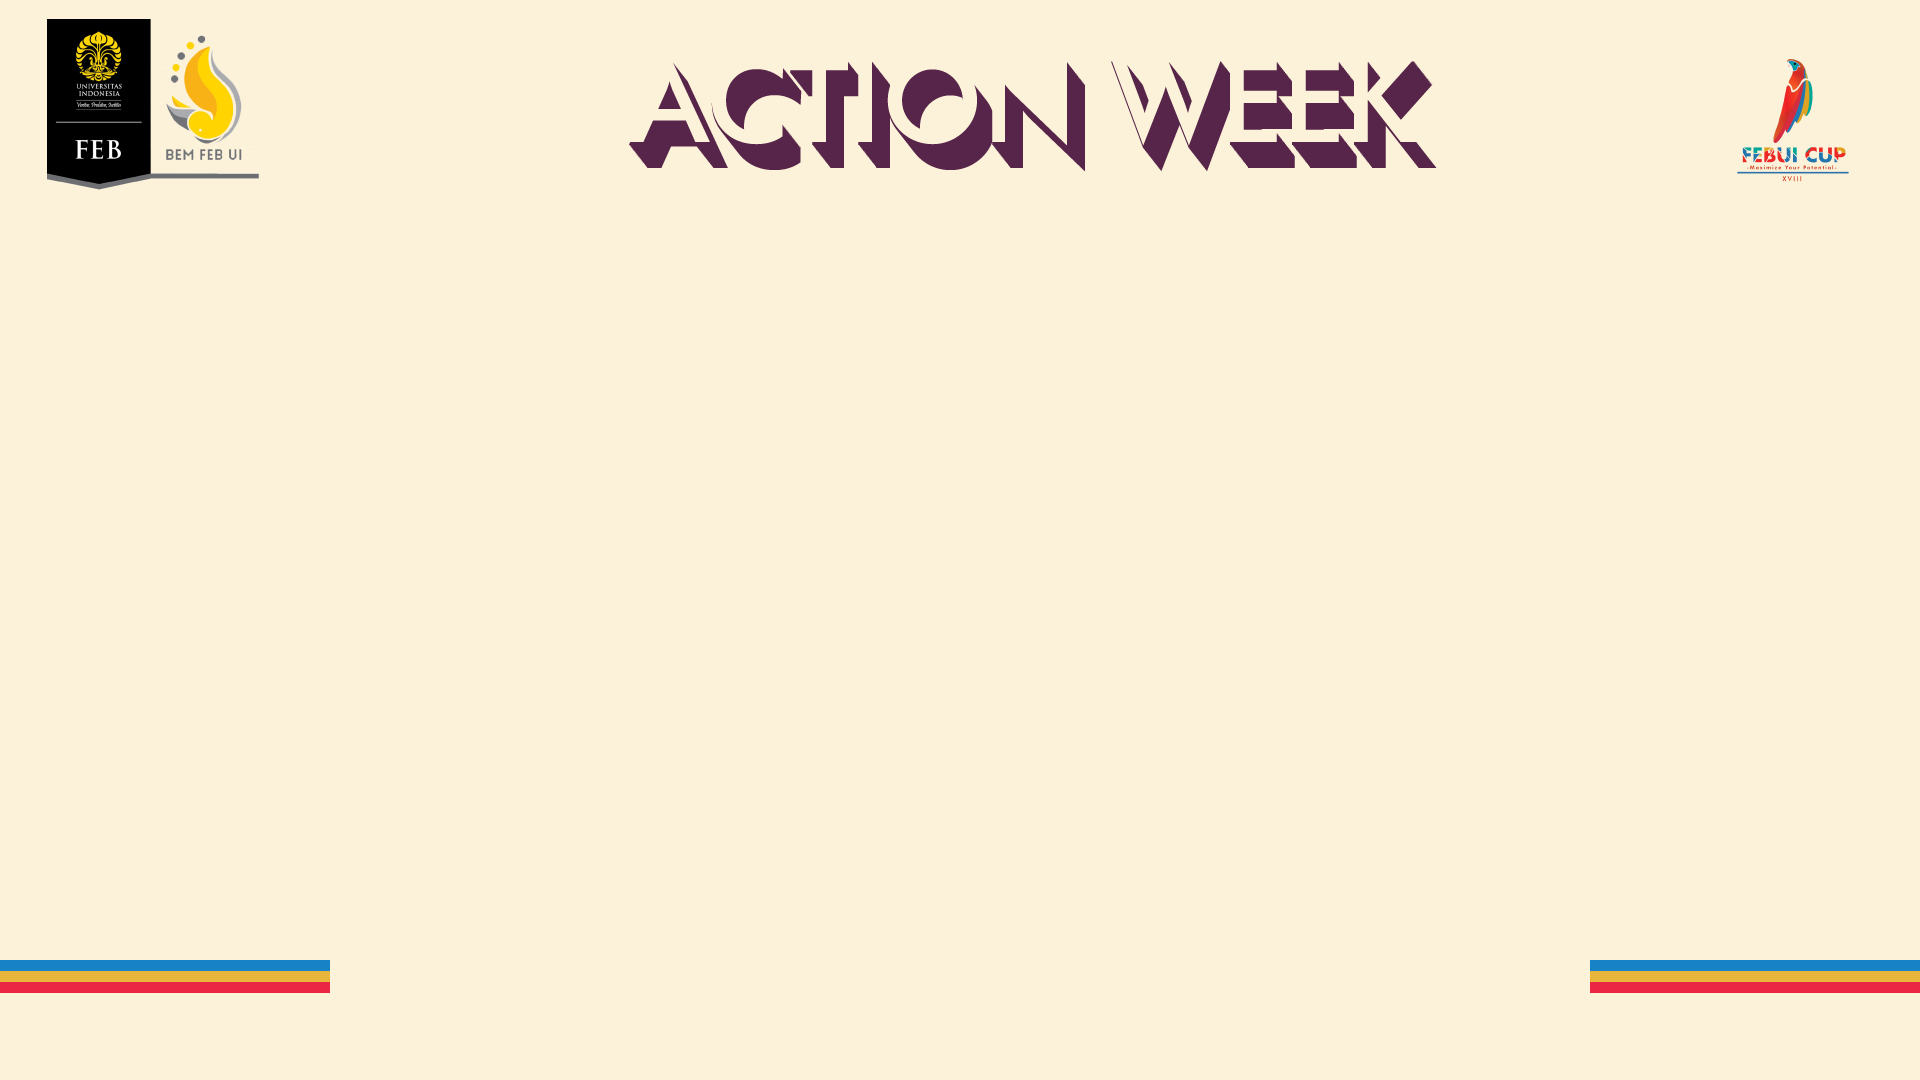 UNIVERSITAS
INDONESIA
Veritas, Probitas, Iustitia
FEB
BEM FEB UI
ACTION WEEK
FEBUI CUP
-Maximize Your Potential-
XVIII